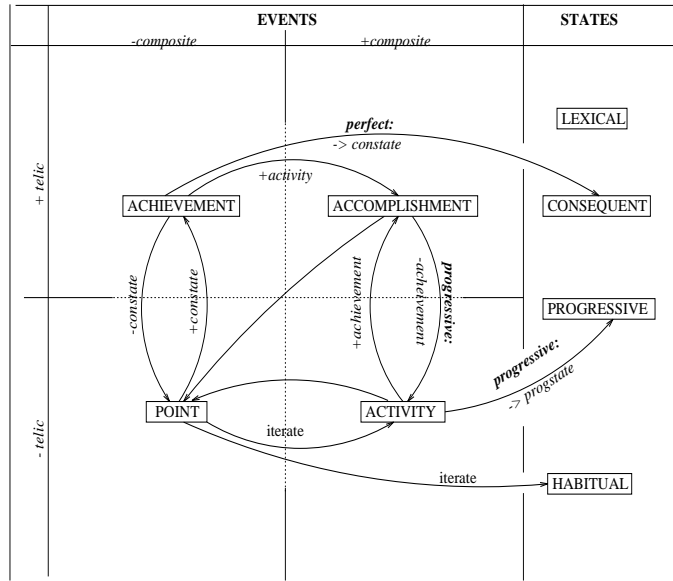 EVENTS
STATES
-composite
+composite
LEXICAL
perfect:
-> constate
+activity
+ telic
ACHIEVEMENT
ACCOMPLISHMENT
CONSEQUENT
-constate
+constate
+achievement
-acheivement
progressive:
PROGRESSIVE
progressive:
-> progstate
POINT
ACTIVITY
iterate
- telic
iterate
HABITUAL